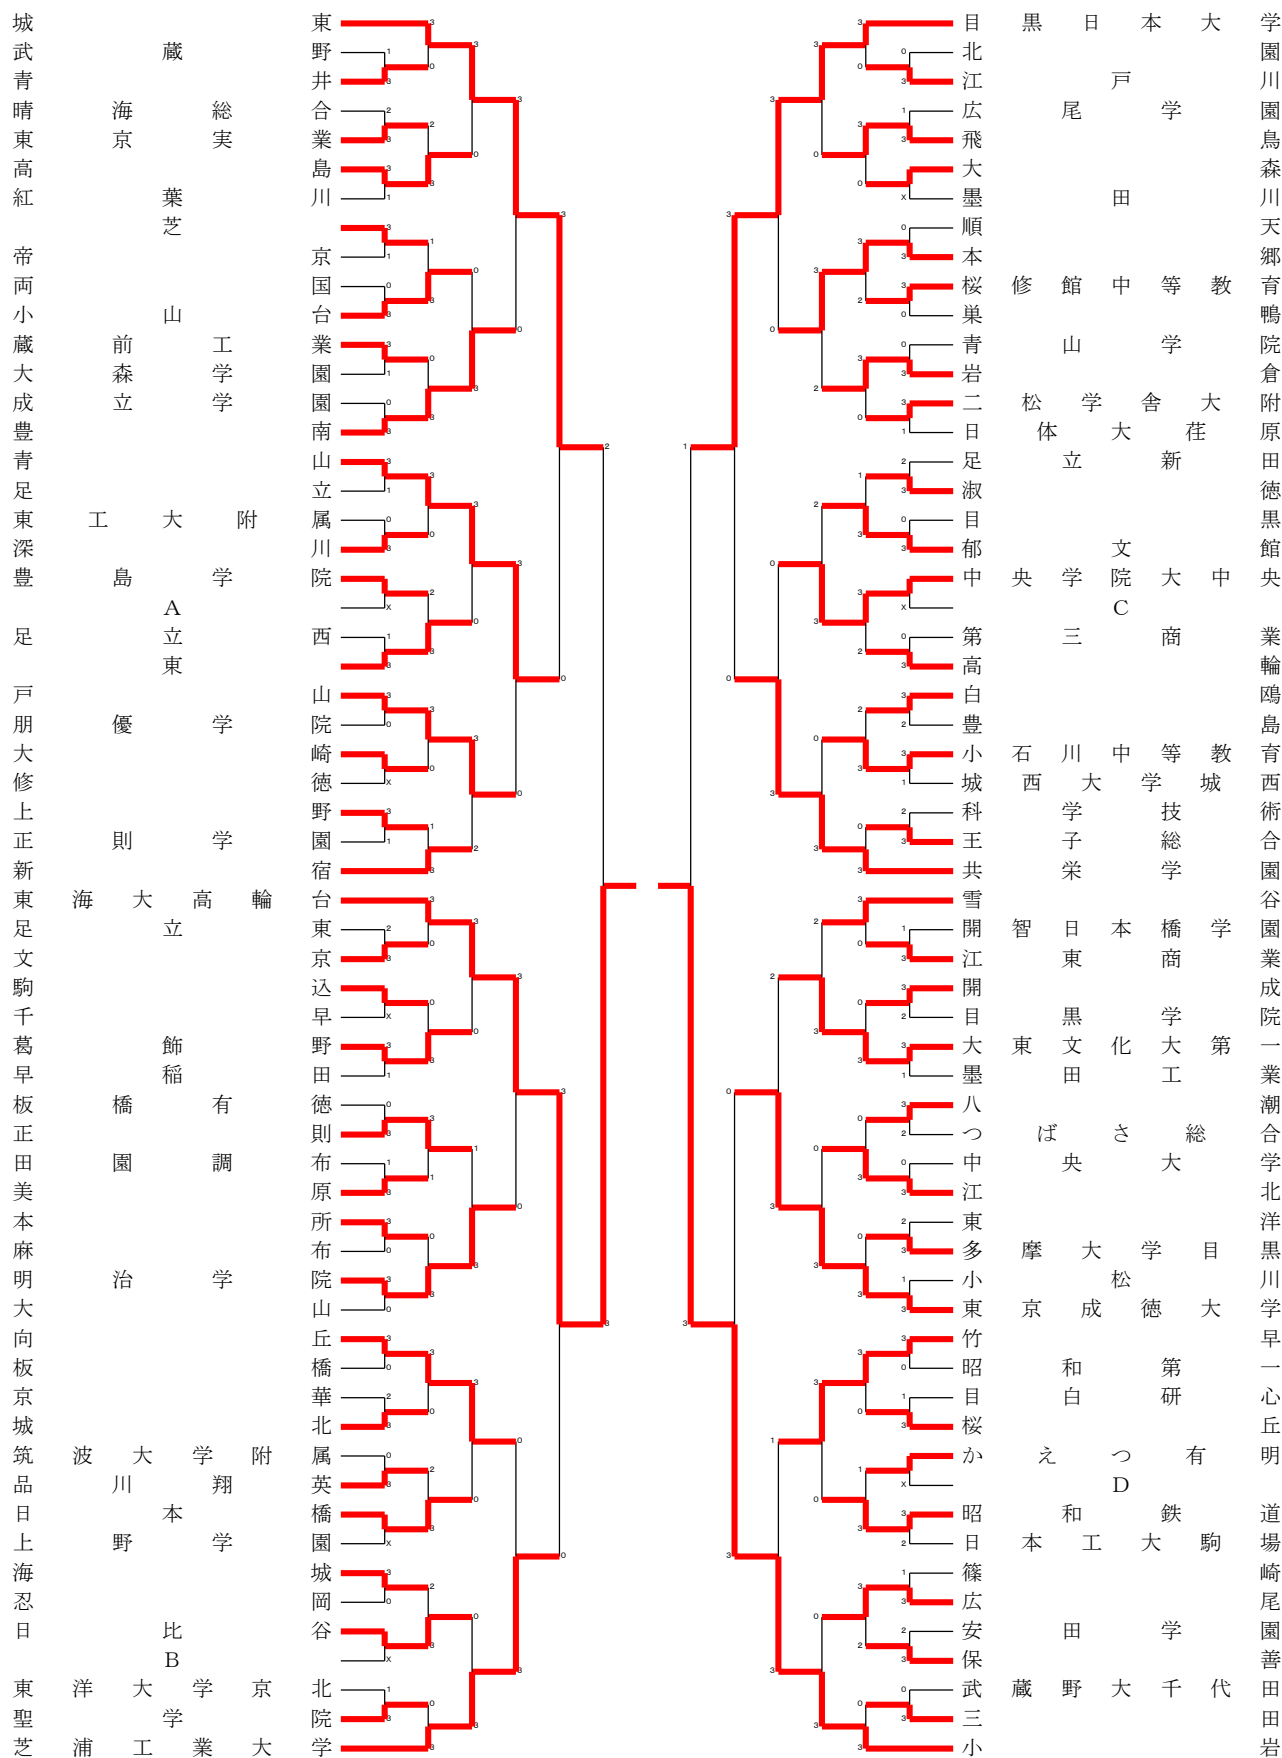 城東
武蔵野
青井
晴海総合
東京実業
高島
紅葉川
芝
帝京
両国
小山台
蔵前工業
大森学園
成立学園
豊南
青山
足立
東工大附属
深川
豊島学院
A
足立西
東
戸山
朋優学院
大崎
修徳
上野
正則学園
新宿
東海大高輪台
足立東
文京
駒込
千早
葛飾野
早稲田
板橋有徳
正則
田園調布
美原
本所
麻布
明治学院
大山
向丘
板橋
京華
城北
筑波大学附属
品川翔英
日本橋
上野学園
海城
忍岡
日比谷
B
東洋大学京北
聖学院
芝浦工業大学
目黒日本大学
北園
江戸川
広尾学園
飛鳥
大森
墨田川
順天
本郷
桜修館中等教育
巣鴨
青山学院
岩倉
二松学舎大附
日体大荏原
足立新田
淑徳
目黒
郁文館
中央学院大中央
C
第三商業
高輪
白鴎
豊島
小石川中等教育
城西大学城西
科学技術
王子総合
共栄学園
雪谷
開智日本橋学園
江東商業
開成
目黒学院
大東文化大第一
墨田工業
八潮
つばさ総合
中央大学
江北
東洋
多摩大学目黒
小松川
東京成徳大学
竹早
昭和第一
目白研心
桜丘
かえつ有明
D
昭和鉄道
日本工大駒場
篠崎
広尾
安田学園
保善
武蔵野大千代田
三田
小岩